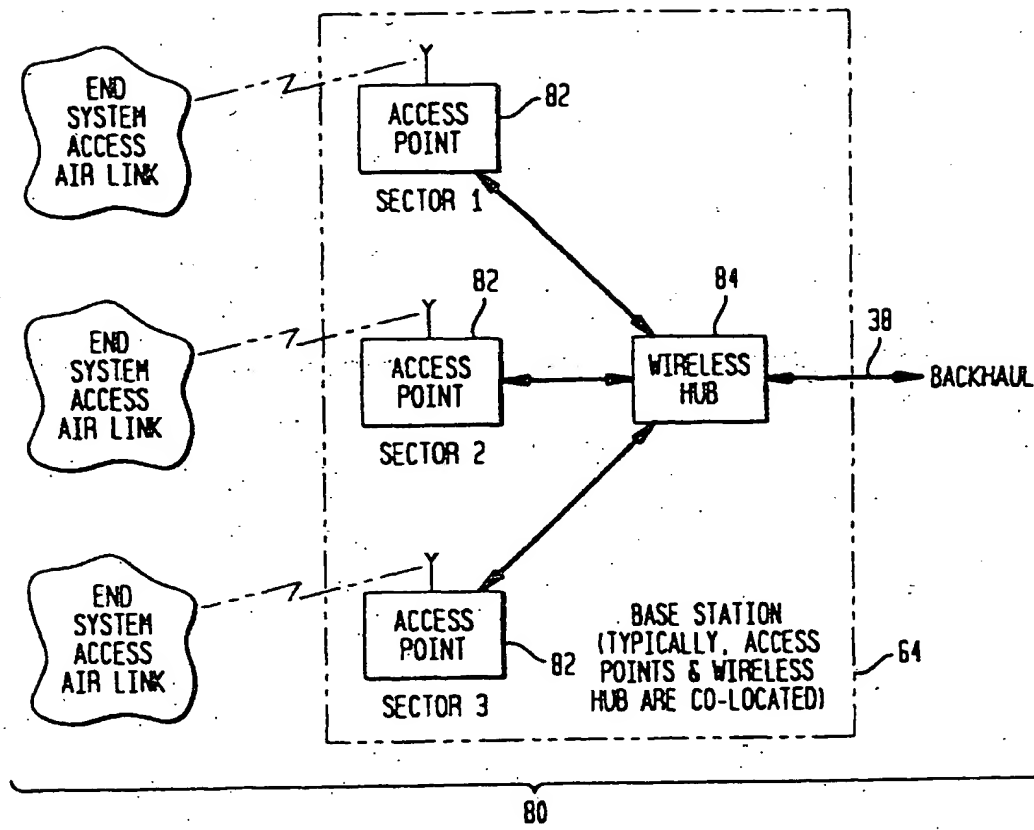 END
SYSTEM
ACCESS
AIR LINK
ACCESS
POINT
82
SECTOR 1
END
SYSTEM
ACCESS
AIR LINK
82
ACCESS
POINT
SECTOR 2
84
WIRELESS
HUB
38
BACKHAUL
END
SYSTEM
ACCESS
AIR LINK
ACCESS
POINT
82
SECTOR 3
BASE STATION
(TYPICALLY, ACCESS
POINTS & WIRELESS
HUB ARE CO-LOCATED)
64
80